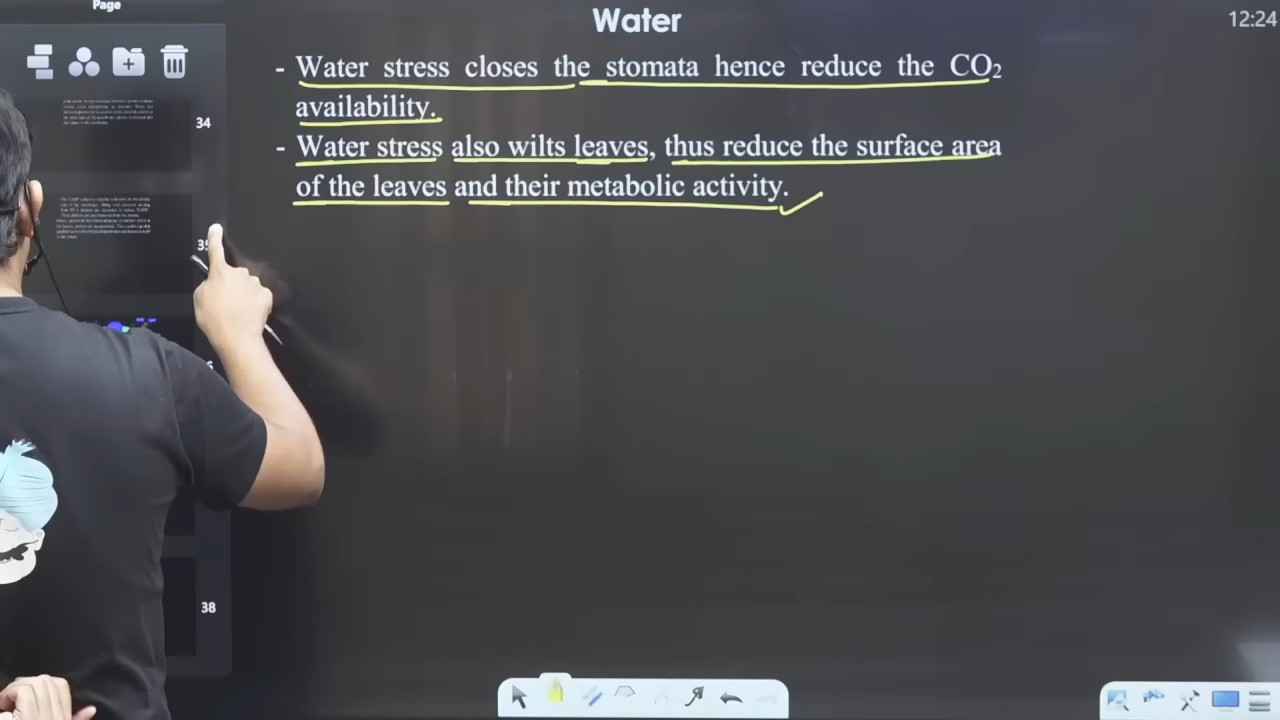 Page
Water
12:24
- Water stress closes the stomata hence reduce the CO₂
availability.
- Water stress also wilts leaves, thus reduce the surface area
of the leaves and their metabolic activity.
34
38